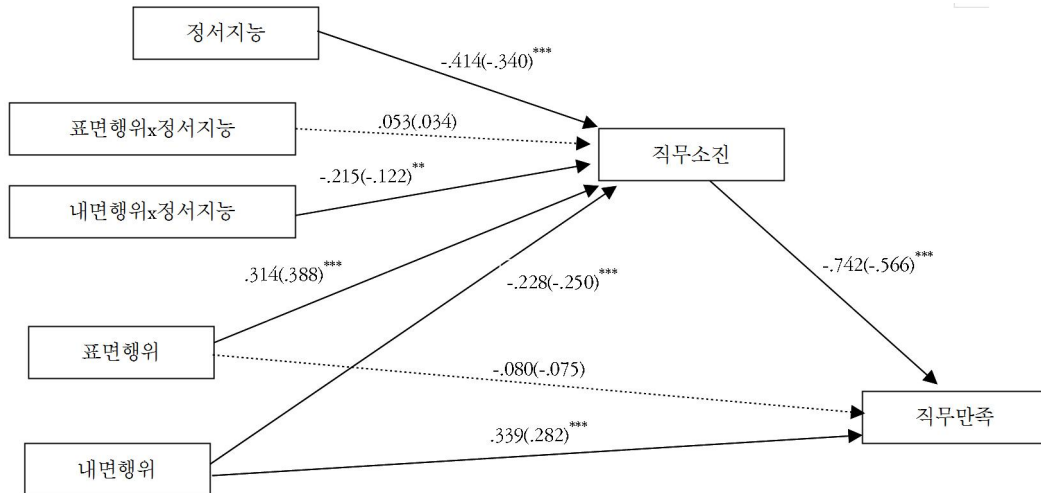 정서지능
-.414(-.340)***
표면행위x정서지능
.053(.034)
직무소진
-.215(-.122)**
내면행위x정서지능
.314(.388)***
-.228(-.250)***
-.742(-.566)***
표면행위
-.080(-.075)
직무만족
.339(.282)***
내면행위